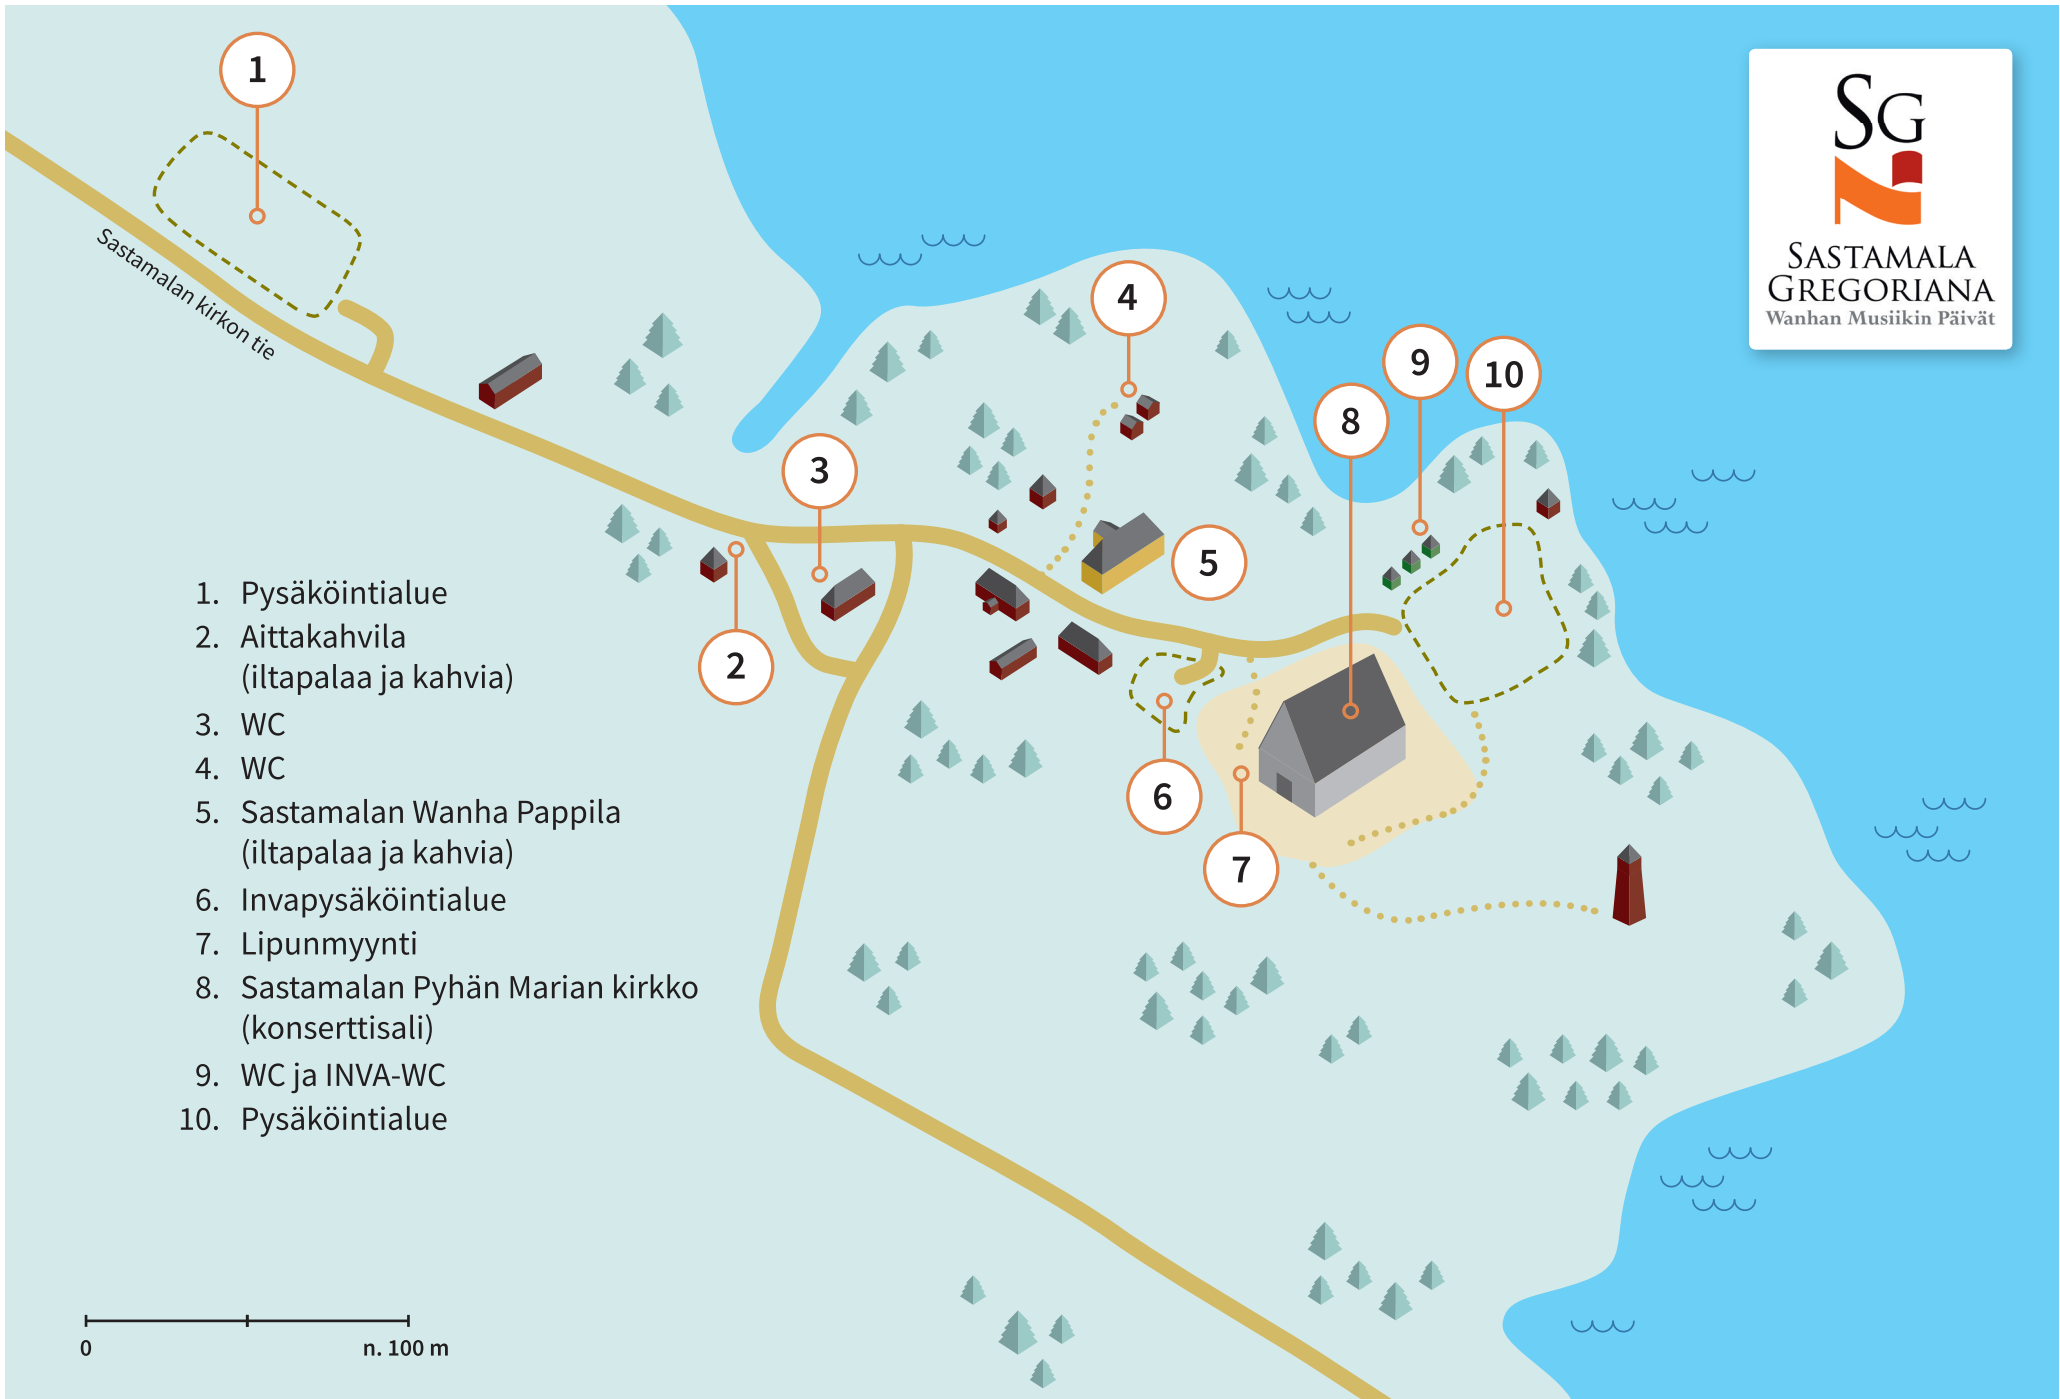 1
Sastamalan kirkon tie
4
9
10
8
3
5
2
6
7
SG
SASTAMALA
GREGORIANA
Wanhan Musiikin Päivät
1. Pysäköintialue
2. Aittakahvila
(iltapalaa ja kahvia)
3. WC
4. WC
5. Sastamalan Wanha Pappila
(iltapalaa ja kahvia)
6. Invapysäköintialue
7. Lipunmyynti
8. Sastamalan Pyhän Marian kirkko
(konserttisali)
9. WC ja INVA-WC
10. Pysäköintialue
0 n. 100 m